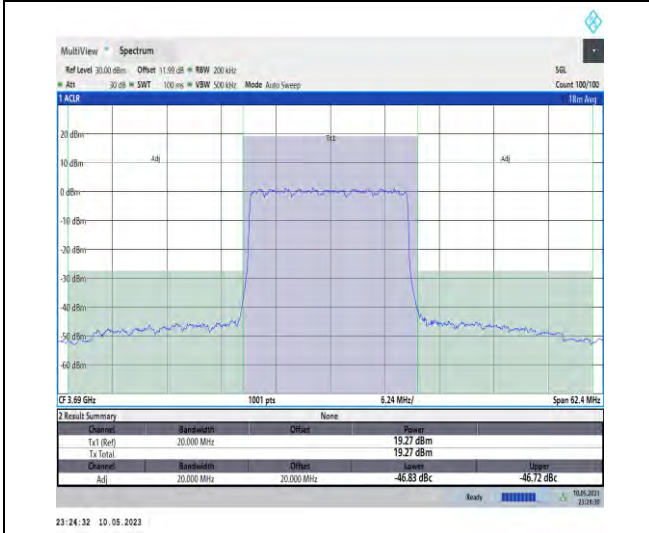 MultiView Spectrum
Ref Level 30.00 dBm Offset 11.99 dB RBW 200 kHz SGL
Att 30 dB SWT 100 ms VBW 500 kHz Mode Auto Sweep Count 100/100
1 ACLR 1Rm Avg
Tx1
20 dBm
Adj Adj
10 dBm
0 dBm
-10 dBm
-20 dBm
-30 dBm
-40 dBm
-50 dBm
-60 dBm
CF 3.69 GHz 1001 pts 6.24 MHz/ Span 62.4 MHz
2 Result Summary None
Channel Bandwidth Offset Power
Tx1 (Ref) 20.000 MHz 19.27 dBm
Tx Total 19.27 dBm
Channel Bandwidth Offset Lower Upper
Adj 20.000 MHz 20.000 MHz -46.83 dBc -46.72 dBc
Ready 10.05.2023
23:24:32 10.05.2023